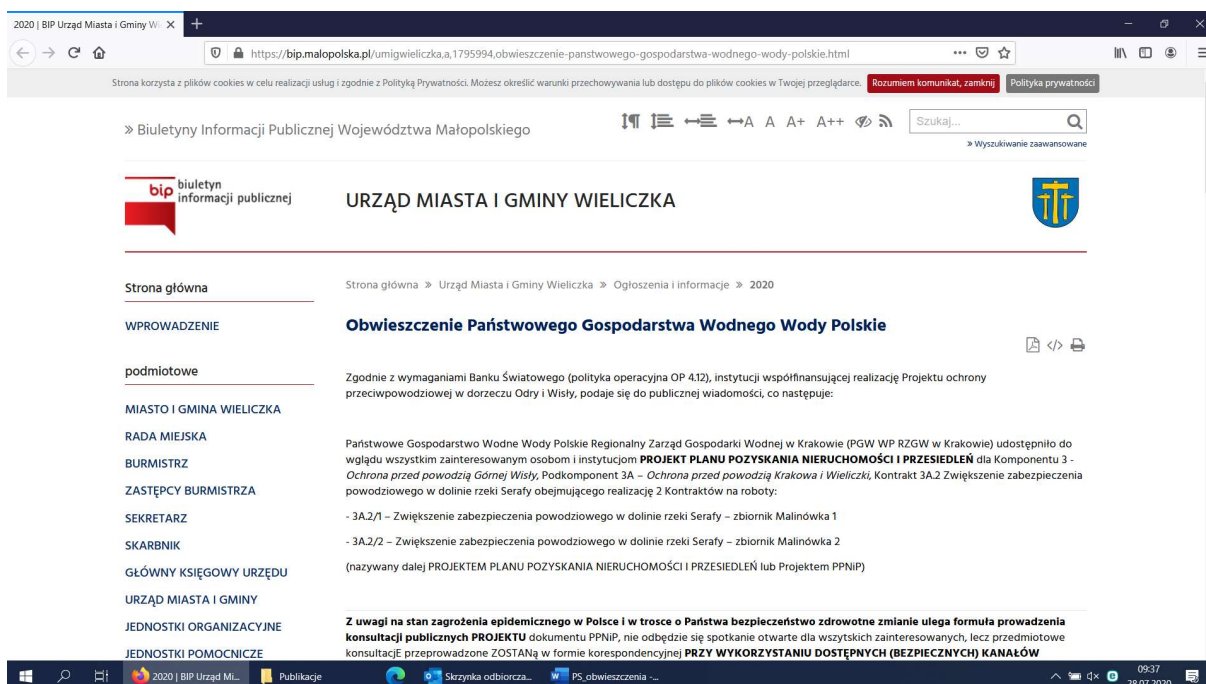 2020 | BIP Urząd Miasta i Gminy Wi
https://bip.malopolska.pl/umigwieliczka,a,1795994,obwieszczenie-panstwowego-gospodarstwa-wodnego-wody-polskie.html
Strona korzysta z plików cookies w celu realizacji usług i zgodnie z Polityką Prywatności. Możesz określić warunki przechowywania lub dostępu do plików cookies w Twojej przeglądarce. Rozumiem komunikat, zamknij Polityka prywatności
» Biuletyny Informacji Publicznej Województwa Małopolskiego
A A A+ A++ Szukaj...
» Wyszukiwanie zaawansowane
bip biuletyn
informacji publicznej
URZĄD MIASTA I GMINY WIELICZKA
Strona główna
WPROWADZENIE
podmiotowe
MIASTO I GMINA WIELICZKA
RADA MIEJSKA
BURMISTRZ
ZASTĘPCY BURMISTRZA
SEKRETARZ
SKARBNIK
GŁÓWNY KSIĘGOWY URZĘDU
URZĄD MIASTA I GMINY
JEDNOSTKI ORGANIZACYJNE
JEDNOSTKI POMOCNICZE
Strona główna » Urząd Miasta i Gminy Wieliczka » Ogłoszenia i informacje » 2020
Obwieszczenie Państwowego Gospodarstwa Wodnego Wody Polskie
Zgodnie z wymaganiami Banku Światowego (polityka operacyjna OP 4.12), instytucji współfinansującej realizację Projektu ochrony
przeciwpowodziowej w dorzeczu Odry i Wisły, podaje się do publicznej wiadomości, co następuje:
Państwowe Gospodarstwo Wodne Wody Polskie Regionalny Zarząd Gospodarki Wodnej w Krakowie (PGW WP RZGW w Krakowie) udostępniło do
wglądu wszystkim zainteresowanym osobom i instytucjom PROJEKT PLANU POZYSKANIA NIERUCHOMOŚCI I PRZESIEDLEŃ dla Komponentu 3 -
Ochrona przed powodzią Górnej Wisły, Podkomponent 3A – Ochrona przed powodzią Krakowa i Wieliczki, Kontrakt 3A.2 Zwiększenie zabezpieczenia
powodziowego w dolinie rzeki Serafy obejmującego realizację 2 Kontraktów na roboty:
- 3A.2/1 – Zwiększenie zabezpieczenia powodziowego w dolinie rzeki Serafy – zbiornik Malinówka 1
- 3A.2/2 – Zwiększenie zabezpieczenia powodziowego w dolinie rzeki Serafy – zbiornik Malinówka 2
(nazywany dalej PROJEKTEM PLANU POZYSKANIA NIERUCHOMOŚCI I PRZESIEDLEŃ lub Projektem PPNiP)
Z uwagi na stan zagrożenia epidemicznego w Polsce i w trosce o Państwa bezpieczeństwo zdrowotne zmianie ulega formuła prowadzenia
konsultacji publicznych PROJEKTU dokumentu PPNiP, nie odbędzie się spotkanie otwarte dla wszytskich zainteresowanych, lecz przedmiotowe
konsultacjE przeprowadzone ZOSTANą w formie korespondencyjnej PRZY WYKORZYSTANIU DOSTĘPNYCH (BEZPIECZNYCH) KANAŁÓW
2020 | BIP Urząd Mi... Publikacje Skrzynka odbiorcza... PS_obwieszczenia -... 09:37
28.07.2020